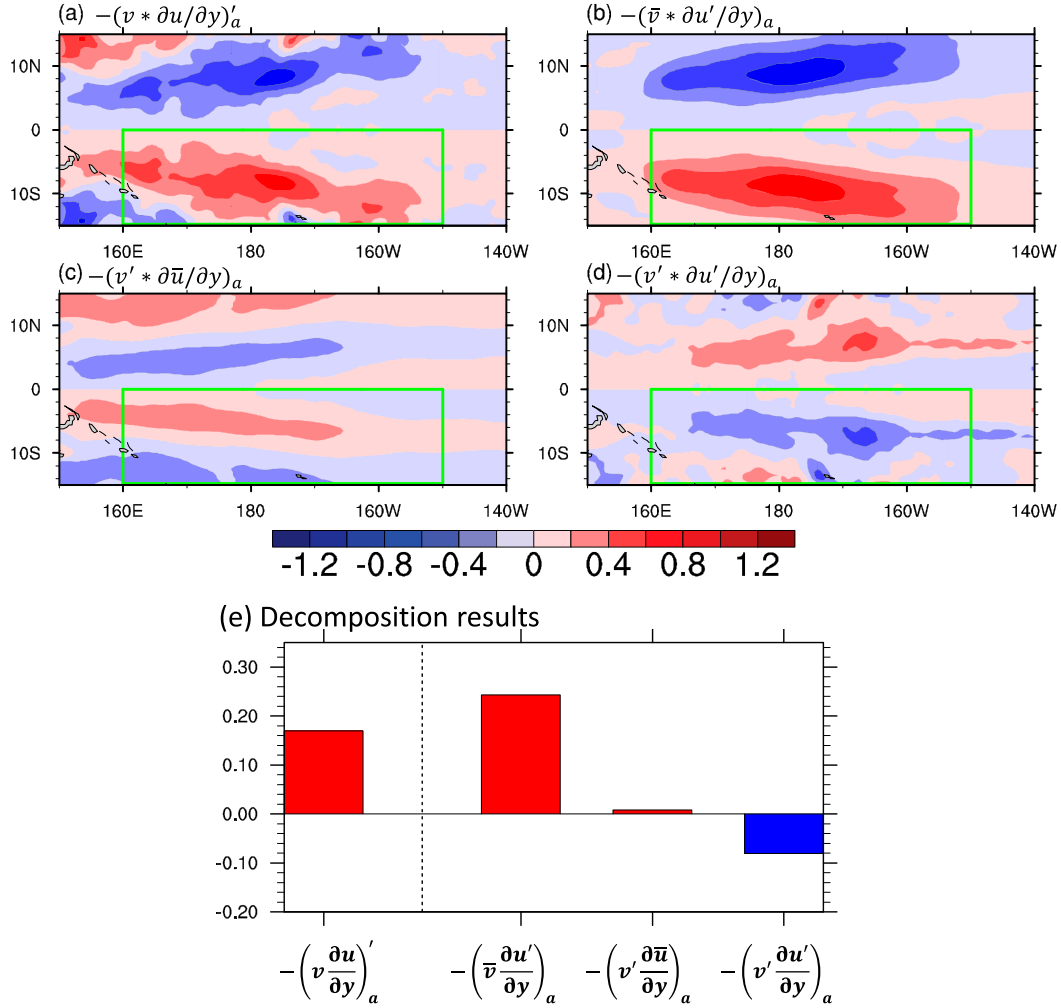 (a) −(v ∗ ∂u/∂y)′ₐ
(b) −(v̄ ∗ ∂u′/∂y)ₐ
10N
0
10S
160E 180 160W 140W
10N
0
10S
160E 180 160W 140W
(c) −(v′ ∗ ∂ū/∂y)ₐ
(d) −(v′ ∗ ∂u′/∂y)ₐ
10N
0
10S
160E 180 160W 140W
10N
0
10S
160E 180 160W 140W
-1.2 -0.8 -0.4 0 0.4 0.8 1.2
(e) Decomposition results
0.30
0.20
0.10
0.00
-0.10
-0.20
−(v ∂u/∂y)′ₐ −(v̄ ∂u′/∂y)ₐ −(v′ ∂ū/∂y)ₐ −(v′ ∂u′/∂y)ₐ